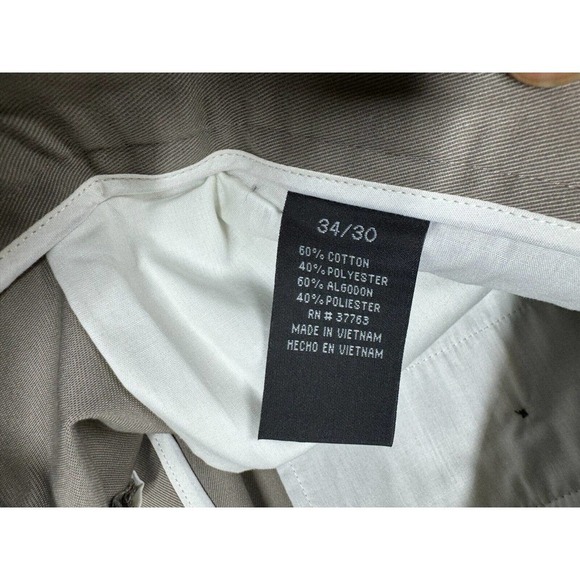 34/30
60% COTTON
40% POLYESTER
60% ALGODON
40% POLIESTER
RN # 37763
MADE IN VIETNAM
HECHO EN VIETNAM